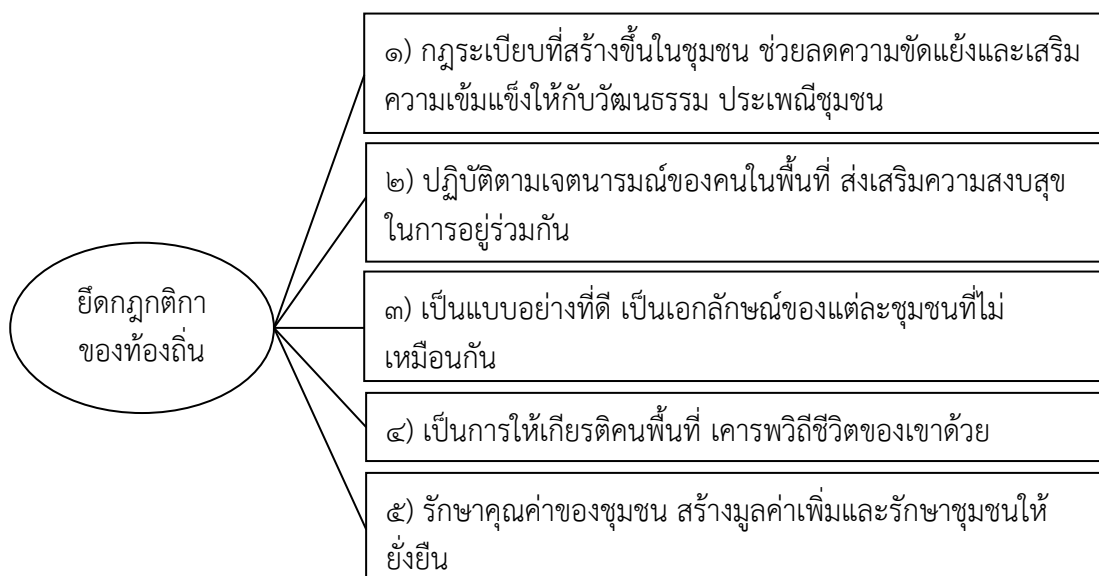 ๑) กฎระเบียบที่สร้างขึ้นในชุมชน ช่วยลดความขัดแย้งและเสริม
ความเข้มแข็งให้กับวัฒนธรรม ประเพณีชุมชน
๒) ปฏิบัติตามเจตนารมณ์ของคนในพื้นที่ ส่งเสริมความสงบสุข
ในการอยู่ร่วมกัน
ยึดกฎกติกา
ของท้องถิ่น
๓) เป็นแบบอย่างที่ดี เป็นเอกลักษณ์ของแต่ละชุมชนที่ไม่
เหมือนกัน
๔) เป็นการให้เกียรติคนพื้นที่ เคารพวิถีชีวิตของเขาด้วย
๕) รักษาคุณค่าของชุมชน สร้างมูลค่าเพิ่มและรักษาชุมชนให้
ยั่งยืน